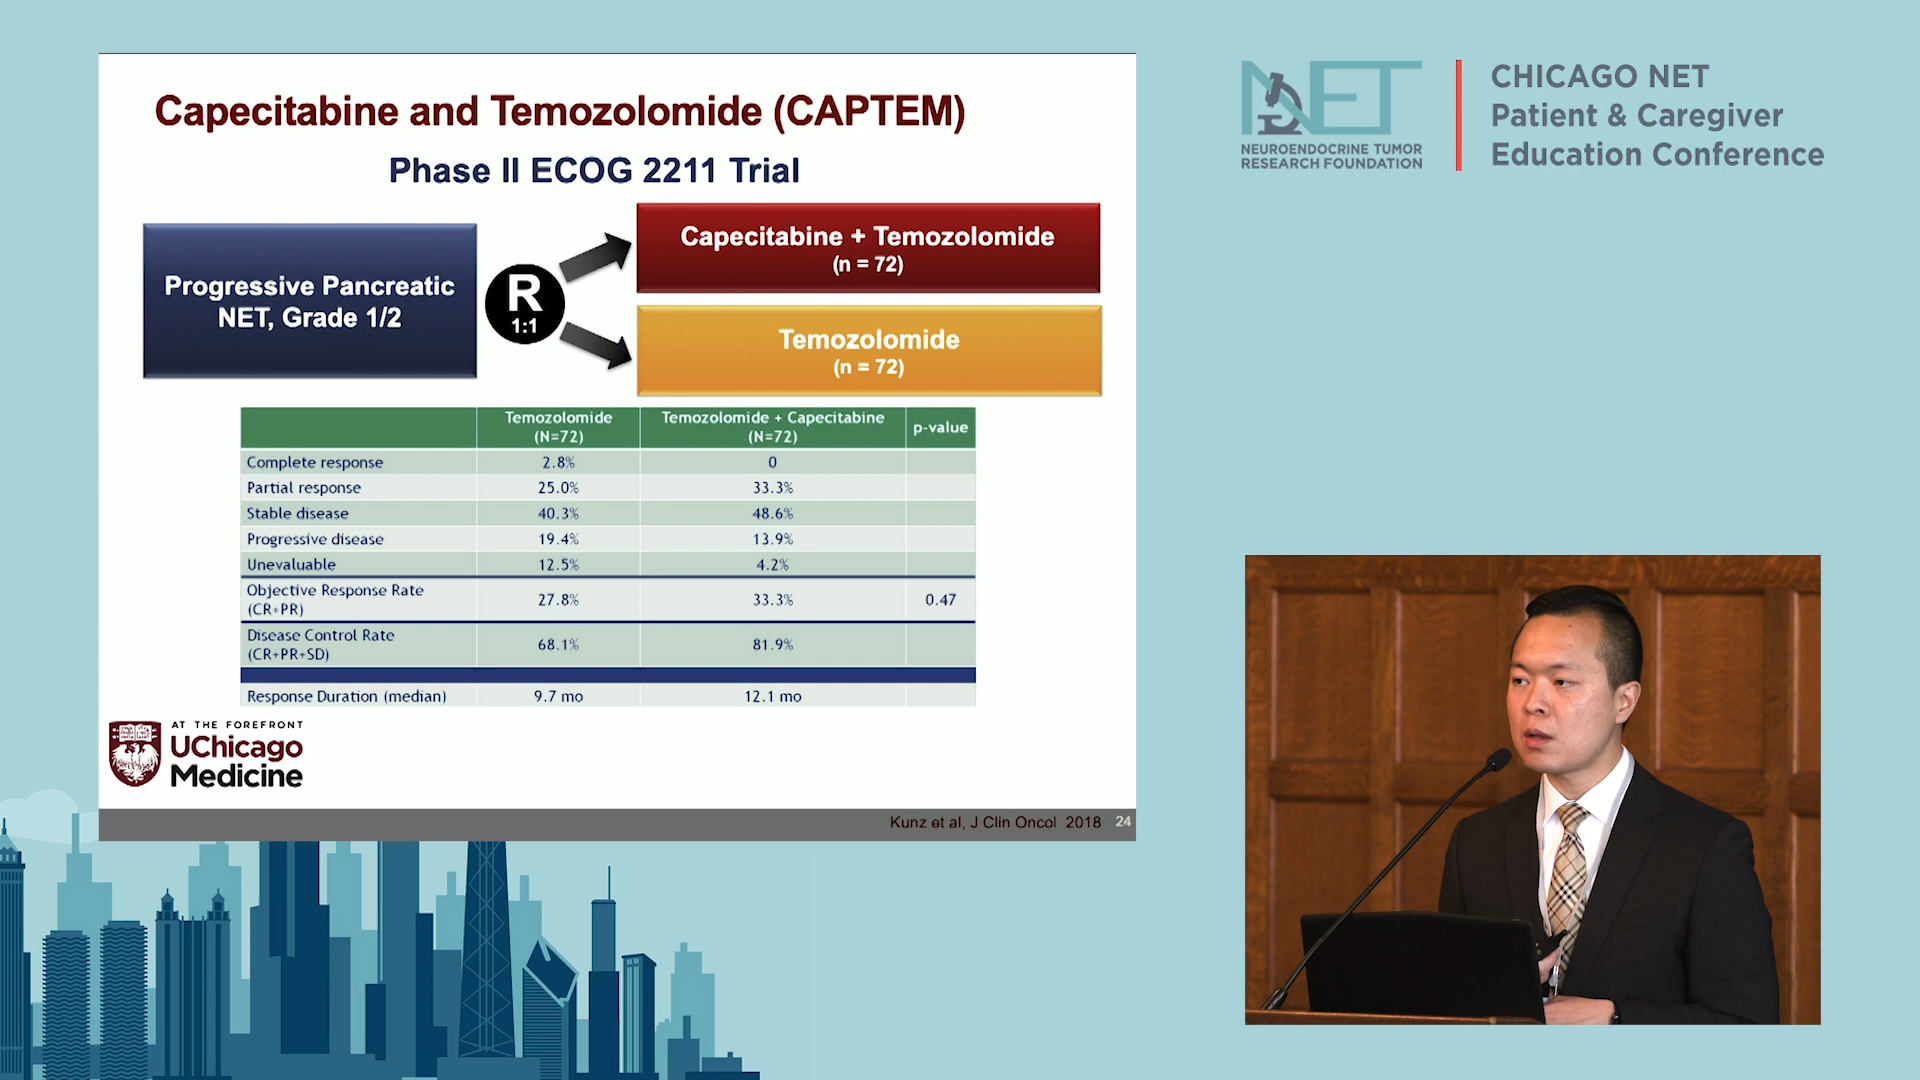 Capecitabine and Temozolomide (CAPTEM)
Phase II ECOG 2211 Trial
Progressive Pancreatic
NET, Grade 1/2
R
1:1
Capecitabine + Temozolomide
(n = 72)
Temozolomide
(n = 72)
Temozolomide (N=72) Temozolomide + Capecitabine (N=72) p-value
Complete response 2.8% 0
Partial response 25.0% 33.3%
Stable disease 40.3% 48.6%
Progressive disease 19.4% 13.9%
Unevaluable 12.5% 4.2%
Objective Response Rate (CR+PR) 27.8% 33.3% 0.47
Disease Control Rate (CR+PR+SD) 68.1% 81.9%
Response Duration (median) 9.7 mo 12.1 mo
AT THE FOREFRONT
UChicago
Medicine
Kunz et al, J Clin Oncol 2018 24
NET
NEUROENDOCRINE TUMOR
RESEARCH FOUNDATION
CHICAGO NET
Patient & Caregiver
Education Conference